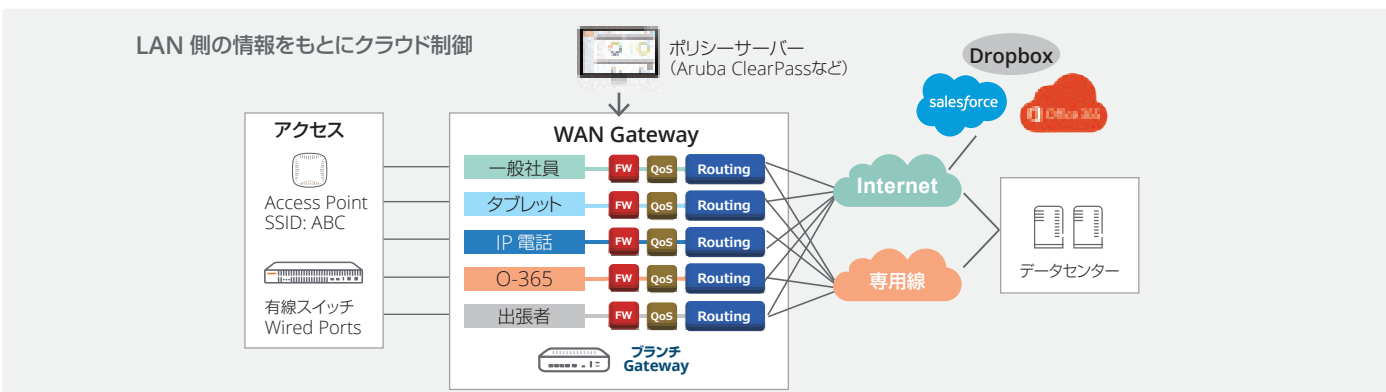 LAN 側の情報をもとにクラウド制御
ポリシーサーバー
（Aruba ClearPassなど）
Dropbox
salesforce
Office 365
アクセス
Access Point
SSID: ABC
有線スイッチ
Wired Ports
WAN Gateway
一般社員 FW QoS Routing
タブレット FW QoS Routing
IP 電話 FW QoS Routing
O-365 FW QoS Routing
出張者 FW QoS Routing
ブランチ
Gateway
Internet
専用線
データセンター